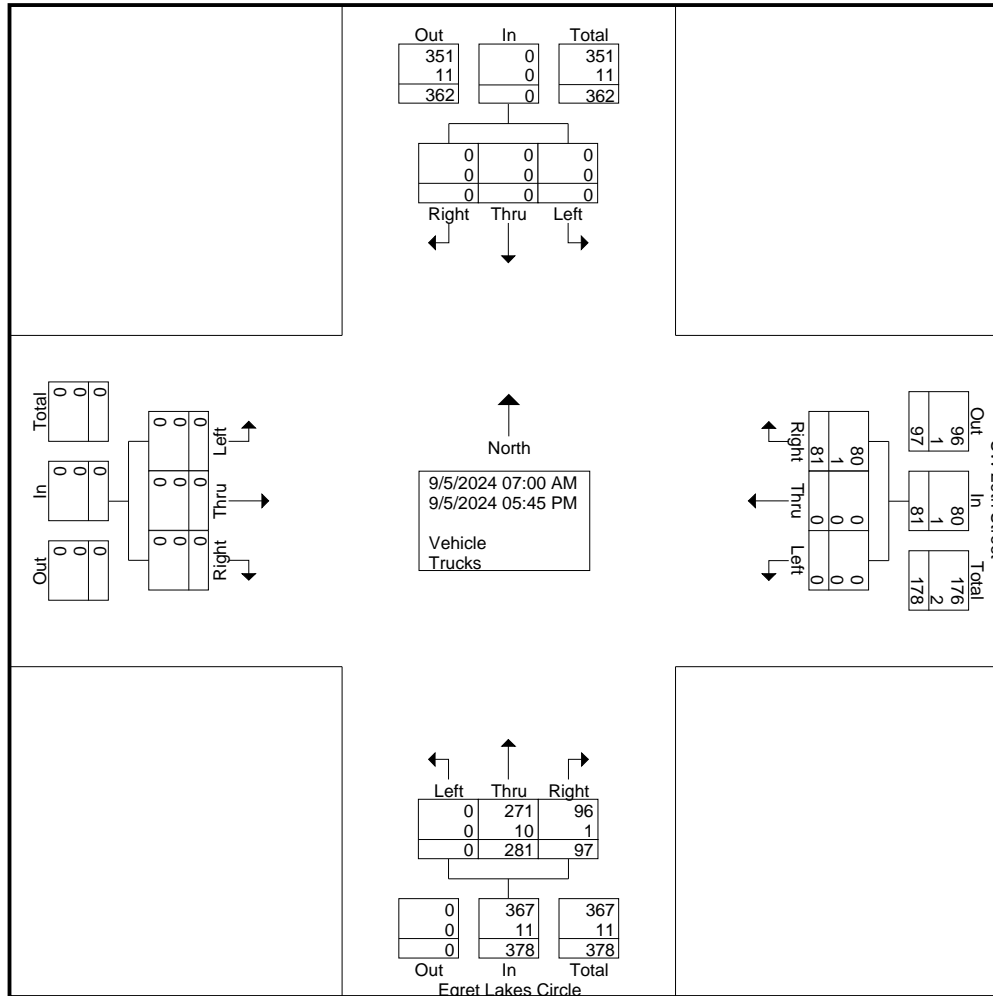 Out In Total
351 0 351
11 0 11
362 0 362
0 0 0
0 0 0
0 0 0
Right Thru Left
Total 0 0 0
In 0 0 0
Out 0 0 0
Left 0 0 0
Thru 0 0 0
Right 0 0 0
North
9/5/2024 07:00 AM
9/5/2024 05:45 PM
Vehicle
Trucks
Right 80 1 81
Thru 0 0 0
Left 0 0 0
Out 96 1 97
In 80 1 81
Total 176 2 178
Left Thru Right
0 271 96
0 10 1
0 281 97
0 367 367
0 11 11
0 378 378
Out In Total
Egret Lakes Circle